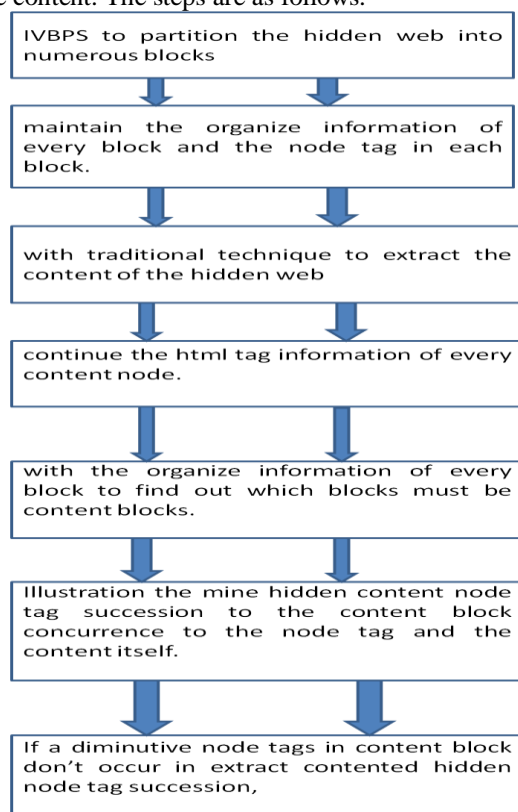 e content. The steps are as follows.
IVBPS to partition the hidden web into
numerous blocks
maintain the organize information of
every block and the node tag in each
block.
with traditional technique to extract the
content of the hidden web
continue the html tag information of every
content node.
with the organize information of every
block to find out which blocks must be
content blocks.
Illustration the mine hidden content node
tag succession to the content block
concurrence to the node tag and the
content itself.
If a diminutive node tags in content block
don't occur in extract contented hidden
node tag succession,